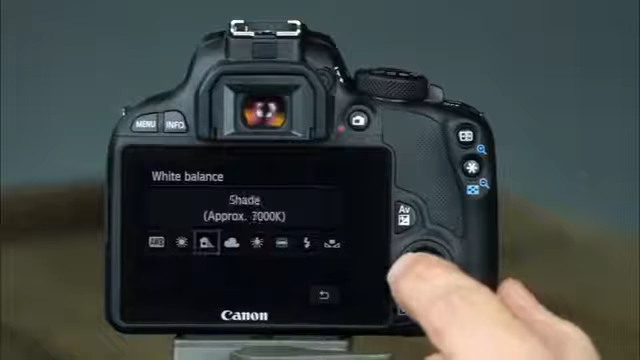 MENU
INFO.
White balance
Shade
(Approx. 7000K)
AWB
Av
Canon